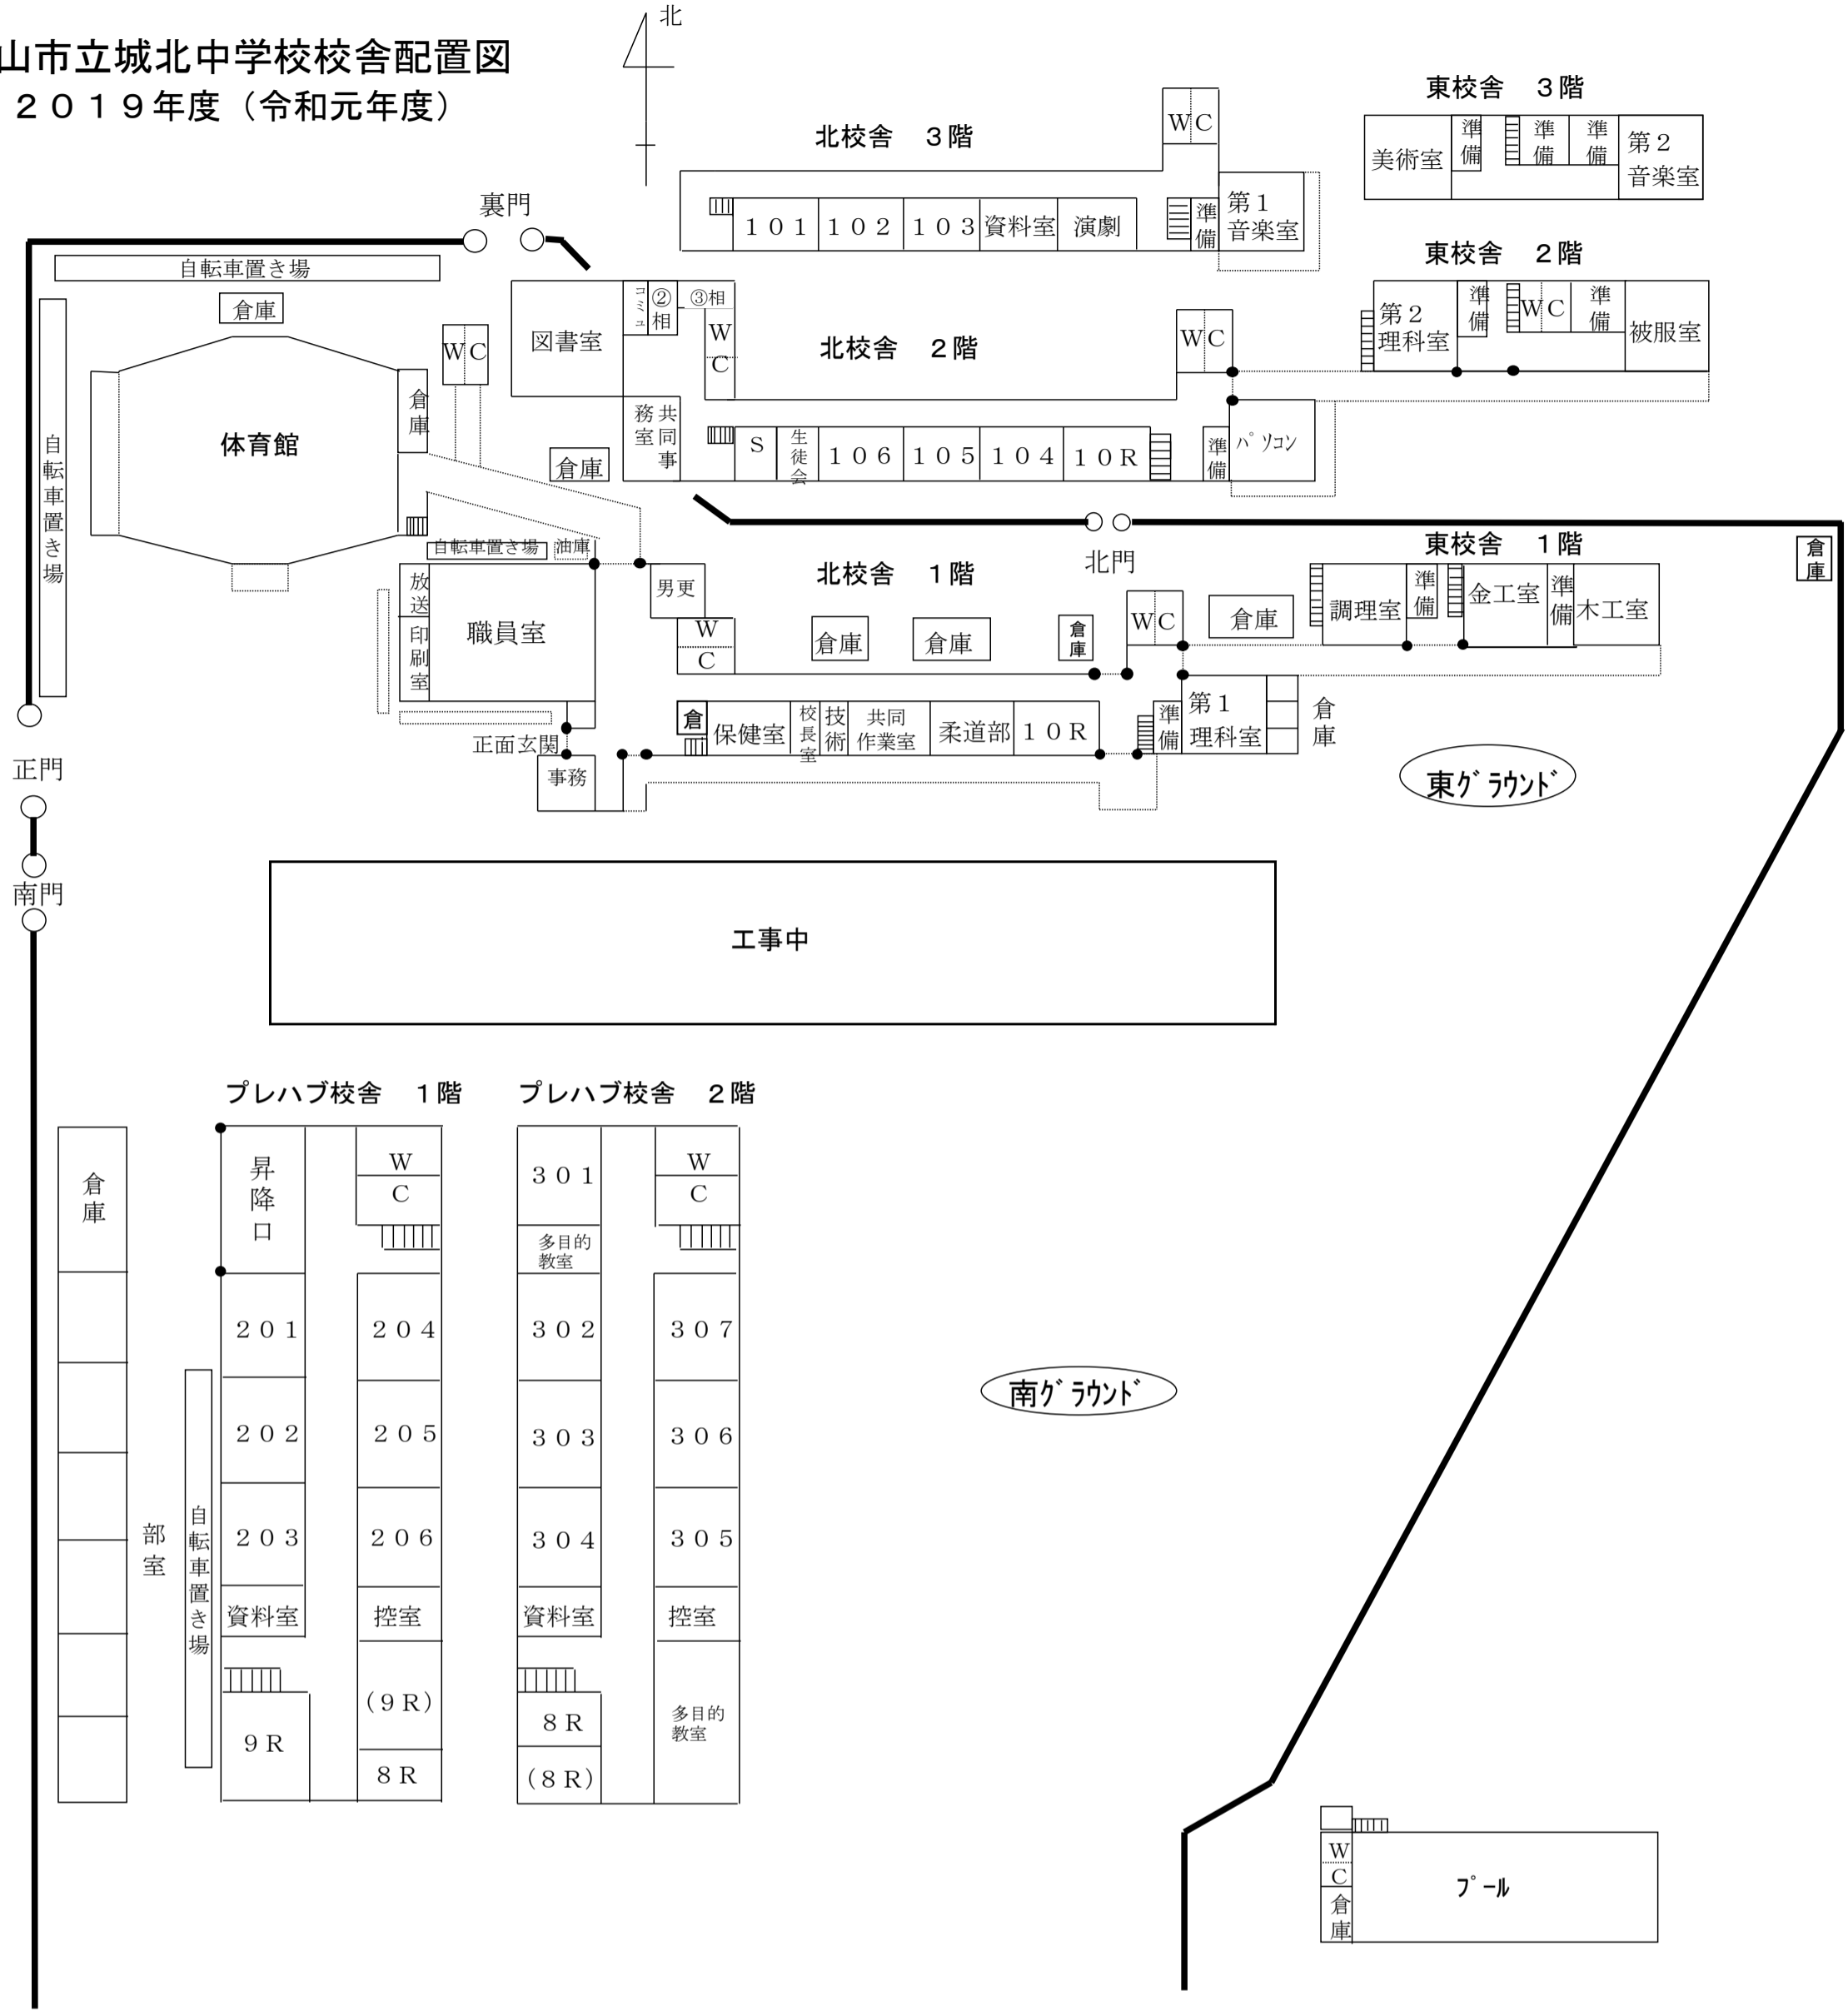 山市立城北中学校校舎配置図
２０１９年度（令和元年度）
北
北校舎　３階
ＷＣ
１０１
１０２
１０３
資料室
演劇
準備
第１
音楽室
東校舎　３階
美術室
準備
準備
準備
第２
音楽室
裏門
自転車置き場
倉庫
自転車置き場
体育館
倉庫
ＷＣ
倉庫
図書室
コミュ
②相
③相
ＷＣ
共同事務室
北校舎　２階
ＷＣ
Ｓ
生徒会
１０６
１０５
１０４
１０Ｒ
準備
ﾊﾟｿｺﾝ
東校舎　２階
第２
理科室
準備
ＷＣ
準備
被服室
北門
自転車置き場
油庫
放送
印刷室
職員室
正面玄関
事務
男更
ＷＣ
北校舎　１階
倉庫
倉庫
倉庫
ＷＣ
倉庫
倉
保健室
校長室
技術
共同
作業室
柔道部
１０Ｒ
準備
第１
理科室
倉庫
東校舎　１階
調理室
準備
金工室
準備
木工室
倉庫
東ｸﾞﾗｳﾝﾄﾞ
正門
南門
工事中
プレハブ校舎　１階
昇降口
ＷＣ
２０１
２０４
２０２
２０５
２０３
２０６
資料室
控室
（９Ｒ）
９Ｒ
８Ｒ
倉庫
部室
自転車置き場
プレハブ校舎　２階
３０１
ＷＣ
多目的
教室
３０２
３０７
３０３
３０６
３０４
３０５
資料室
控室
８Ｒ
多目的
教室
（８Ｒ）
南ｸﾞﾗｳﾝﾄﾞ
ＷＣ
倉庫
ﾌﾟｰﾙ